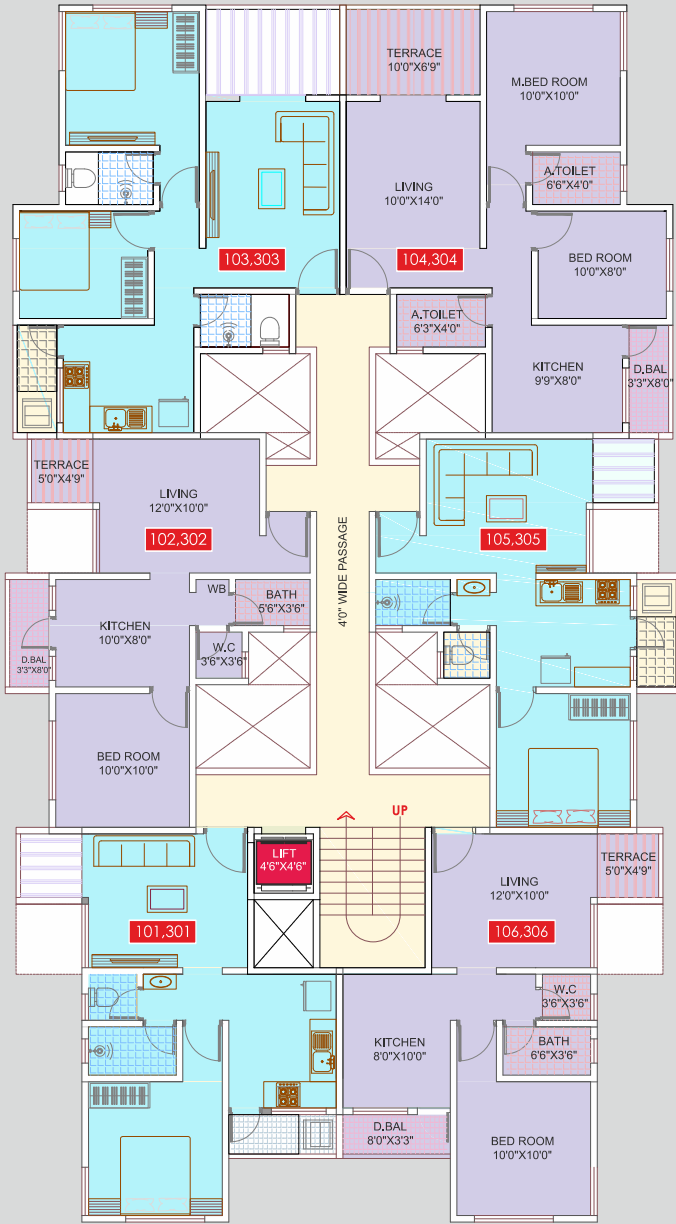 TERRACE
10'0"X6'9"
M.BED ROOM
10'0"X10'0"
A.TOILET
6'6"X4'0"
LIVING
10'0"X14'0"
BED ROOM
10'0"X8'0"
103,303
104,304
A.TOILET
6'3"X4'0"
KITCHEN
9'9"X8'0"
D.BAL
3'3"X8'0"
TERRACE
5'0"X4'9"
LIVING
12'0"X10'0"
102,302
105,305
4'0" WIDE PASSAGE
WB
BATH
5'6"X3'6"
KITCHEN
10'0"X8'0"
W.C
3'6"X3'6"
D.BAL
3'3"X8'0"
BED ROOM
10'0"X10'0"
UP
LIFT
4'6"X4'6"
TERRACE
5'0"X4'9"
LIVING
12'0"X10'0"
101,301
106,306
W.C
3'6"X3'6"
KITCHEN
8'0"X10'0"
BATH
6'6"X3'6"
D.BAL
8'0"X3'3"
BED ROOM
10'0"X10'0"